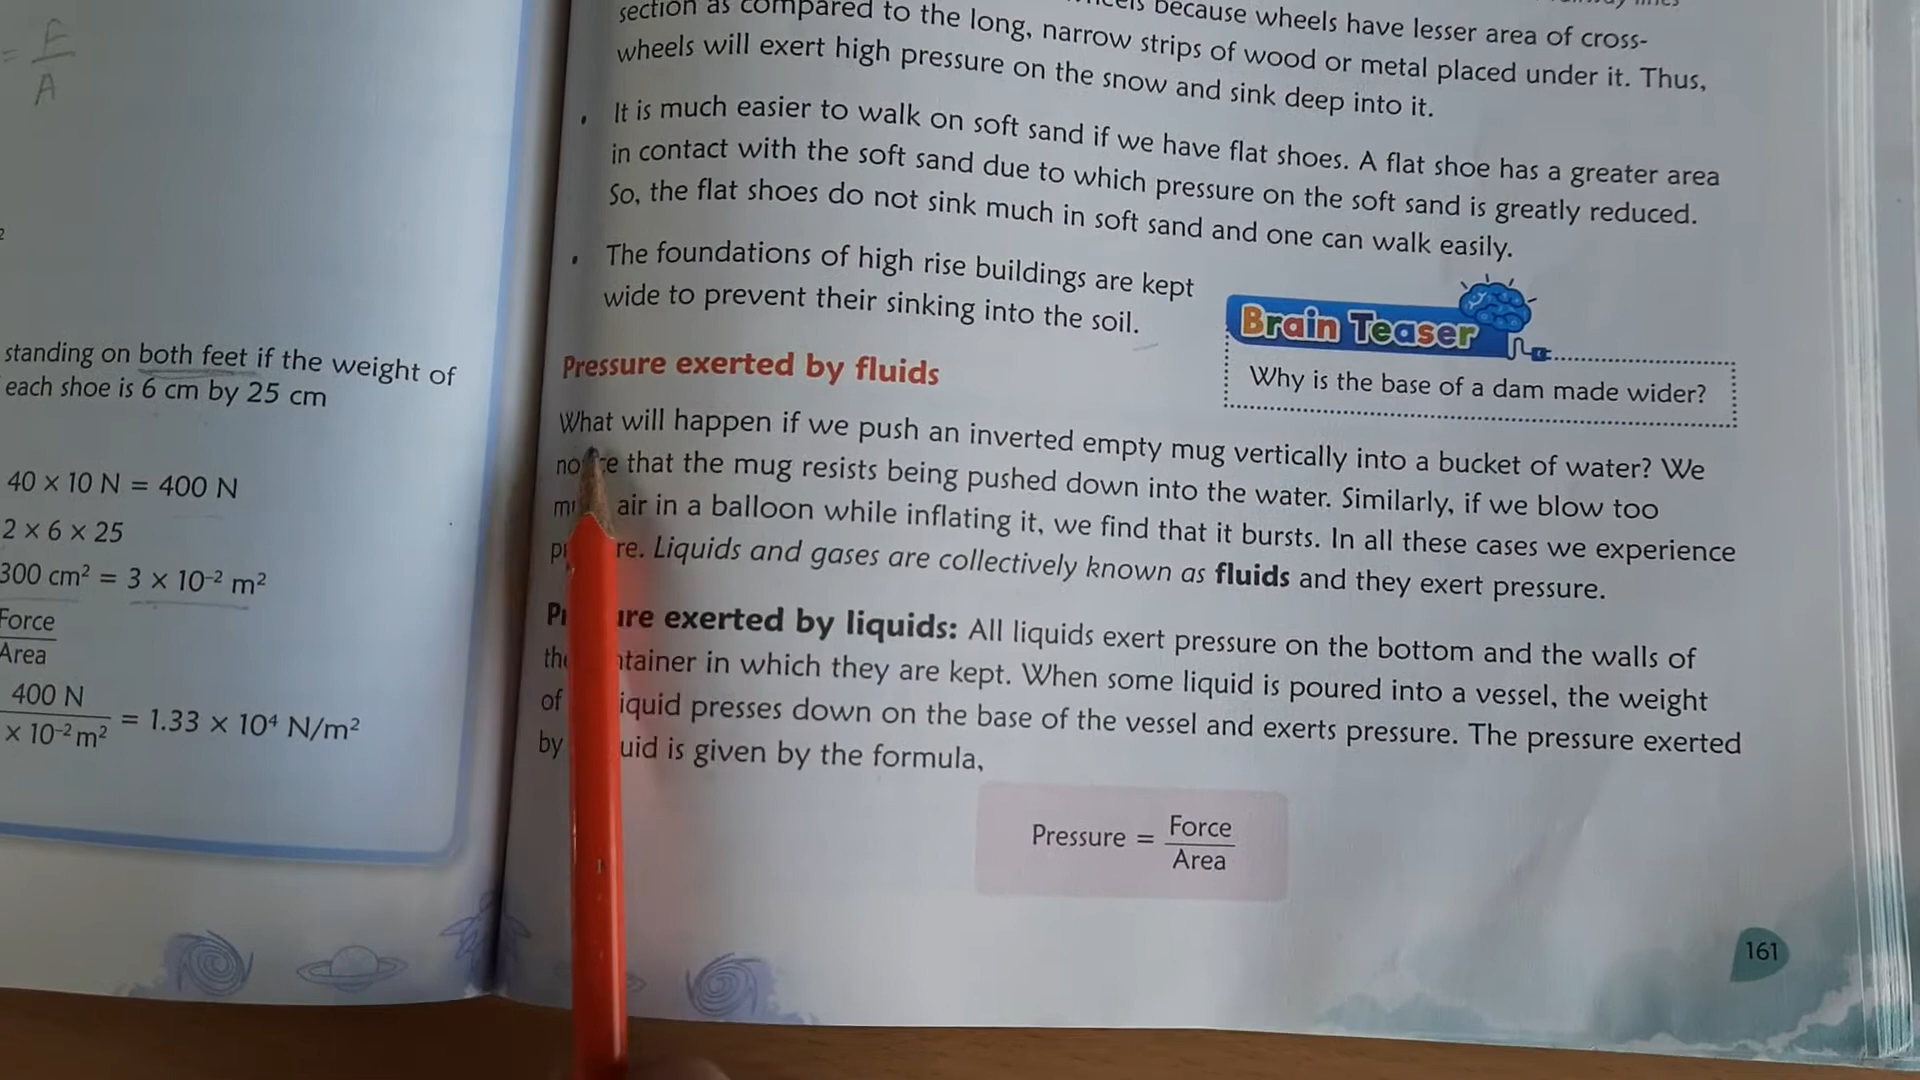 = F
A
standing on both feet if the weight of
each shoe is 6 cm by 25 cm
40 × 10 N = 400 N
2 × 6 × 25
300 cm² = 3 × 10⁻² m²
Force
Area
400 N
× 10⁻² m² = 1.33 × 10⁴ N/m²
because wheels have lesser area of cross-
section as compared to the long, narrow strips of wood or metal placed under it. Thus,
wheels will exert high pressure on the snow and sink deep into it.
• It is much easier to walk on soft sand if we have flat shoes. A flat shoe has a greater area
in contact with the soft sand due to which pressure on the soft sand is greatly reduced.
So, the flat shoes do not sink much in soft sand and one can walk easily.
• The foundations of high rise buildings are kept
wide to prevent their sinking into the soil.
Brain Teaser
Why is the base of a dam made wider?
Pressure exerted by fluids
What will happen if we push an inverted empty mug vertically into a bucket of water? We
that the mug resists being pushed down into the water. Similarly, if we blow too
air in a balloon while inflating it, we find that it bursts. In all these cases we experience
Liquids and gases are collectively known as fluids and they exert pressure.
exerted by liquids: All liquids exert pressure on the bottom and the walls of
in which they are kept. When some liquid is poured into a vessel, the weight
of liquid presses down on the base of the vessel and exerts pressure. The pressure exerted
by is given by the formula,
Pressure = Force
Area
161